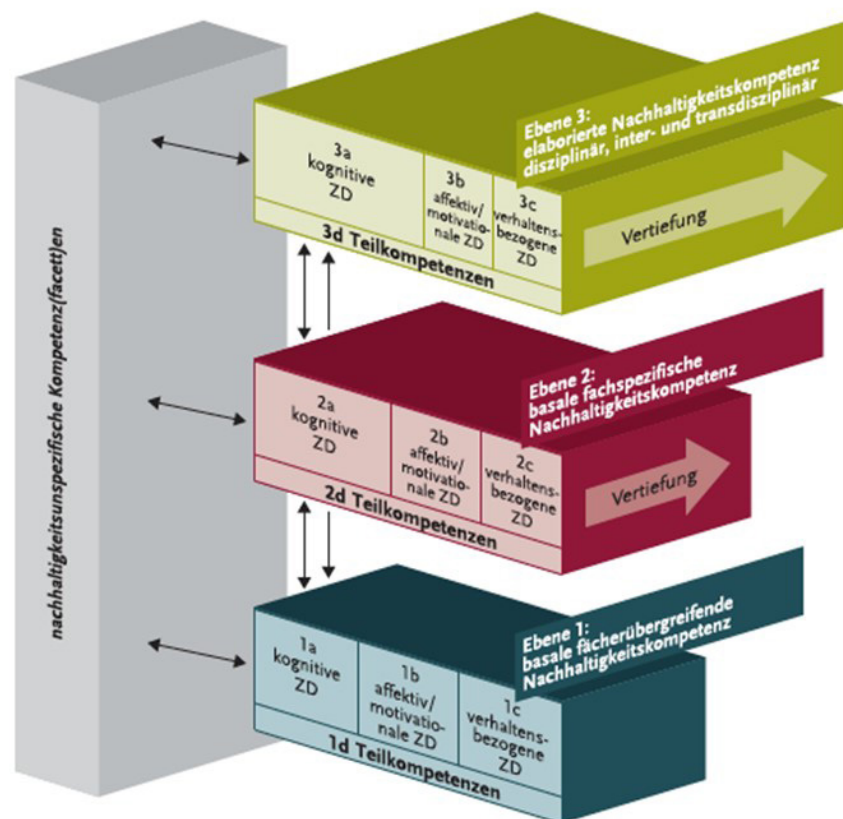 nachhaltigkeitsunspezifische Kompetenz(facett)en
Ebene 3:
elaborierte Nachhaltigkeitskompetenz
disziplinär, inter- und transdisziplinär
3a
kognitive
ZD
3b
affektiv/
motivatio-
nale ZD
3c
verhaltens-
bezogene
ZD
3d Teilkompetenzen
Vertiefung
Ebene 2:
basale fachspezifische
Nachhaltigkeitskompetenz
2a
kognitive
ZD
2b
affektiv/
motivatio-
nale ZD
2c
verhaltens-
bezogene
ZD
2d Teilkompetenzen
Vertiefung
Ebene 1:
basale fächerübergreifende
Nachhaltigkeitskompetenz
1a
kognitive
ZD
1b
affektiv/
motivatio-
nale ZD
1c
verhaltens-
bezogene
ZD
1d Teilkompetenzen